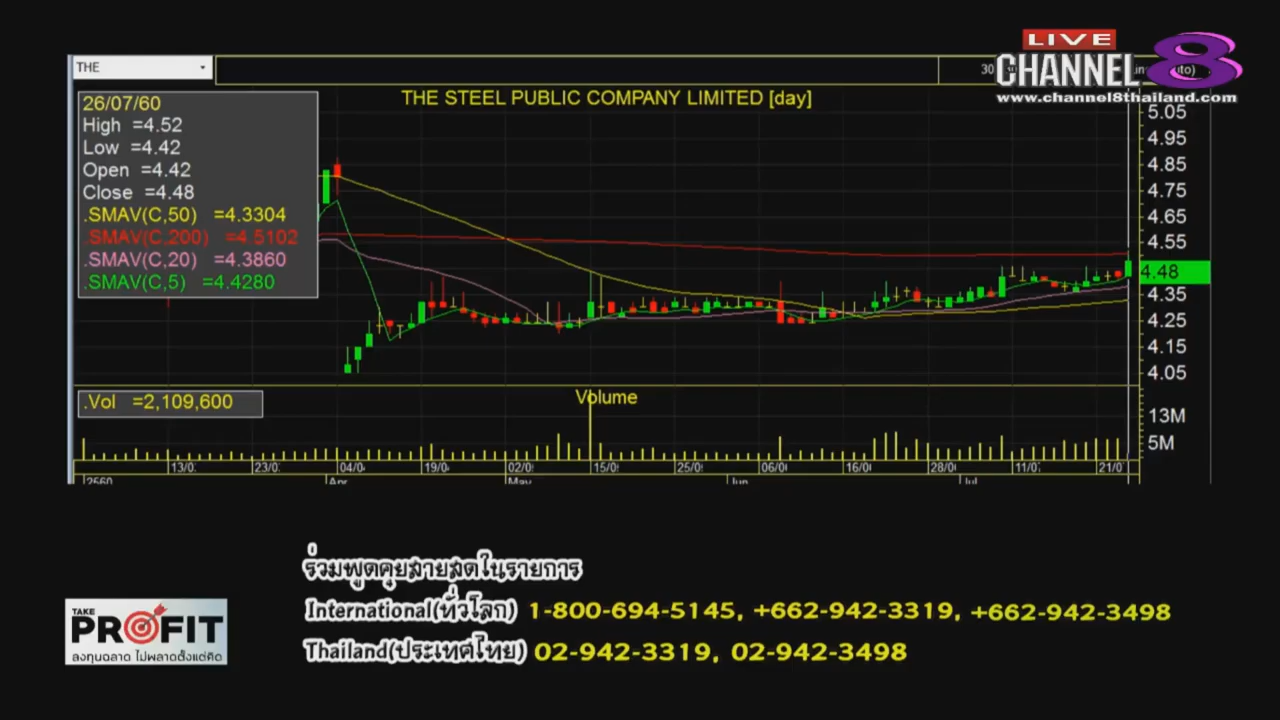 LIVE
CHANNEL 8
www.channel8thailand.com
THE
THE STEEL PUBLIC COMPANY LIMITED [day]
26/07/60
High =4.52
Low =4.42
Open =4.42
Close =4.48
.SMAV(C,50) =4.3304
.SMAV(C,200) =4.5102
.SMAV(C,20) =4.3860
.SMAV(C,5) =4.4280
5.05
4.95
4.85
4.75
4.65
4.55
4.48
4.35
4.25
4.15
4.05
.Vol =2,109,600
Volume
13M
5M
13/0 23/0 04/0 19/0 02/0 15/0 25/0 06/0 16/0 28/0 11/0 21/0
2560 Apr May Jun Jul
ร่วมพูดคุยสายสดในรายการ
International(ทั่วโลก) 1-800-694-5145, +662-942-3319, +662-942-3498
Thailand(ประเทศไทย) 02-942-3319, 02-942-3498
TAKE
PROFIT
ลงทุนฉลาด ไม่พลาดตั้งแต่คิด